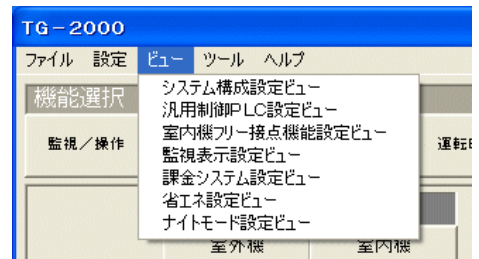 TG-2000
ファイル 設定 ビュー ツール ヘルプ
機能選択
システム構成設定ビュー
汎用制御PLC設定ビュー
室内機フリー接点機能設定ビュー
監視表示設定ビュー
課金システム設定ビュー
省エネ設定ビュー
ナイトモード設定ビュー
監視/操作 運転
室外機 室内機